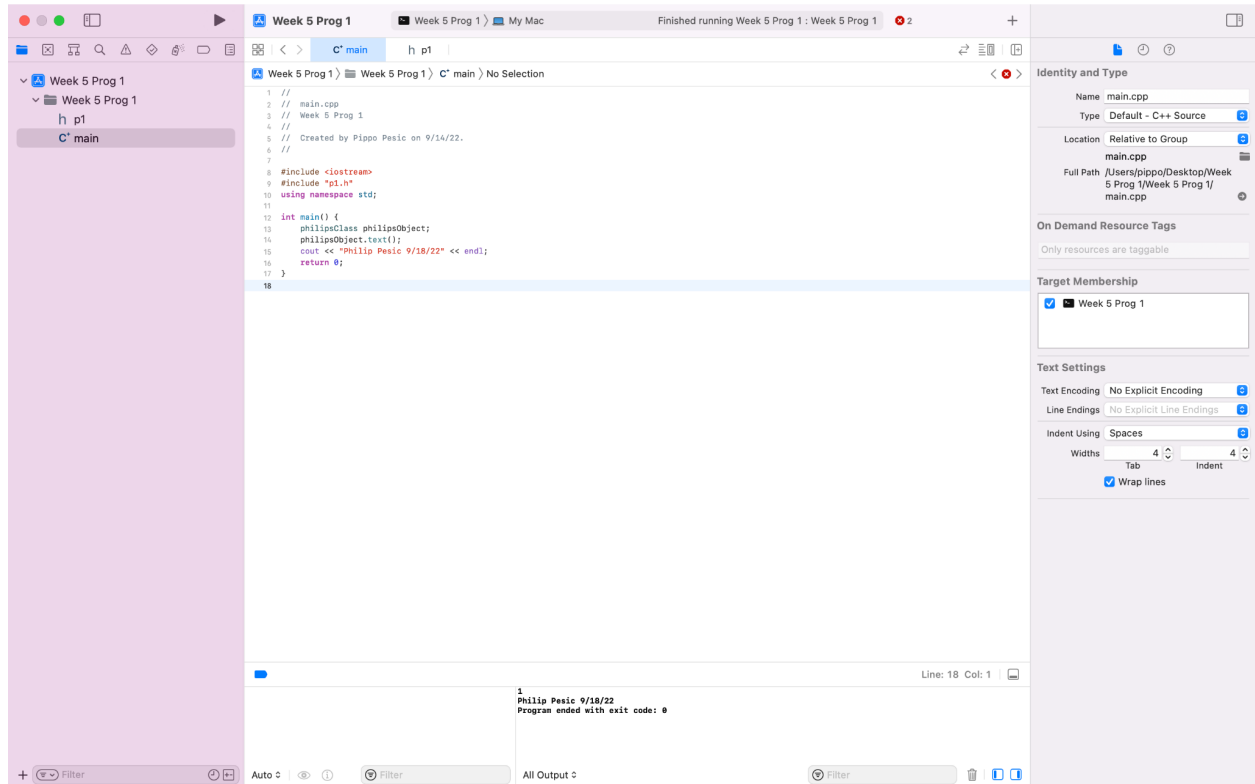 Week 5 Prog 1
Week 5 Prog 1 〉 My Mac
Finished running Week 5 Prog 1 : Week 5 Prog 1
2
main
p1
Week 5 Prog 1 〉 Week 5 Prog 1 〉 main 〉 No Selection
Week 5 Prog 1
Week 5 Prog 1
h p1
C+ main
1 //
2 //  main.cpp
3 //  Week 5 Prog 1
4 //
5 //  Created by Pippo Pesic on 9/14/22.
6 //
7
8 #include <iostream>
9 #include "p1.h"
10 using namespace std;
11
12 int main() {
13     philipsClass philipsObject;
14     philipsObject.text();
15     cout << "Philip Pesic 9/18/22" << endl;
16     return 0;
17 }
18
Line: 18 Col: 1
1
Philip Pesic 9/18/22
Program ended with exit code: 0
Filter
Auto
Filter
All Output
Filter
Identity and Type
Name main.cpp
Type Default - C++ Source
Location Relative to Group
main.cpp
Full Path /Users/pippo/Desktop/Week
5 Prog 1/Week 5 Prog 1/
main.cpp
On Demand Resource Tags
Only resources are taggable
Target Membership
Week 5 Prog 1
Text Settings
Text Encoding No Explicit Encoding
Line Endings No Explicit Line Endings
Indent Using Spaces
Widths 4 4
Tab Indent
Wrap lines